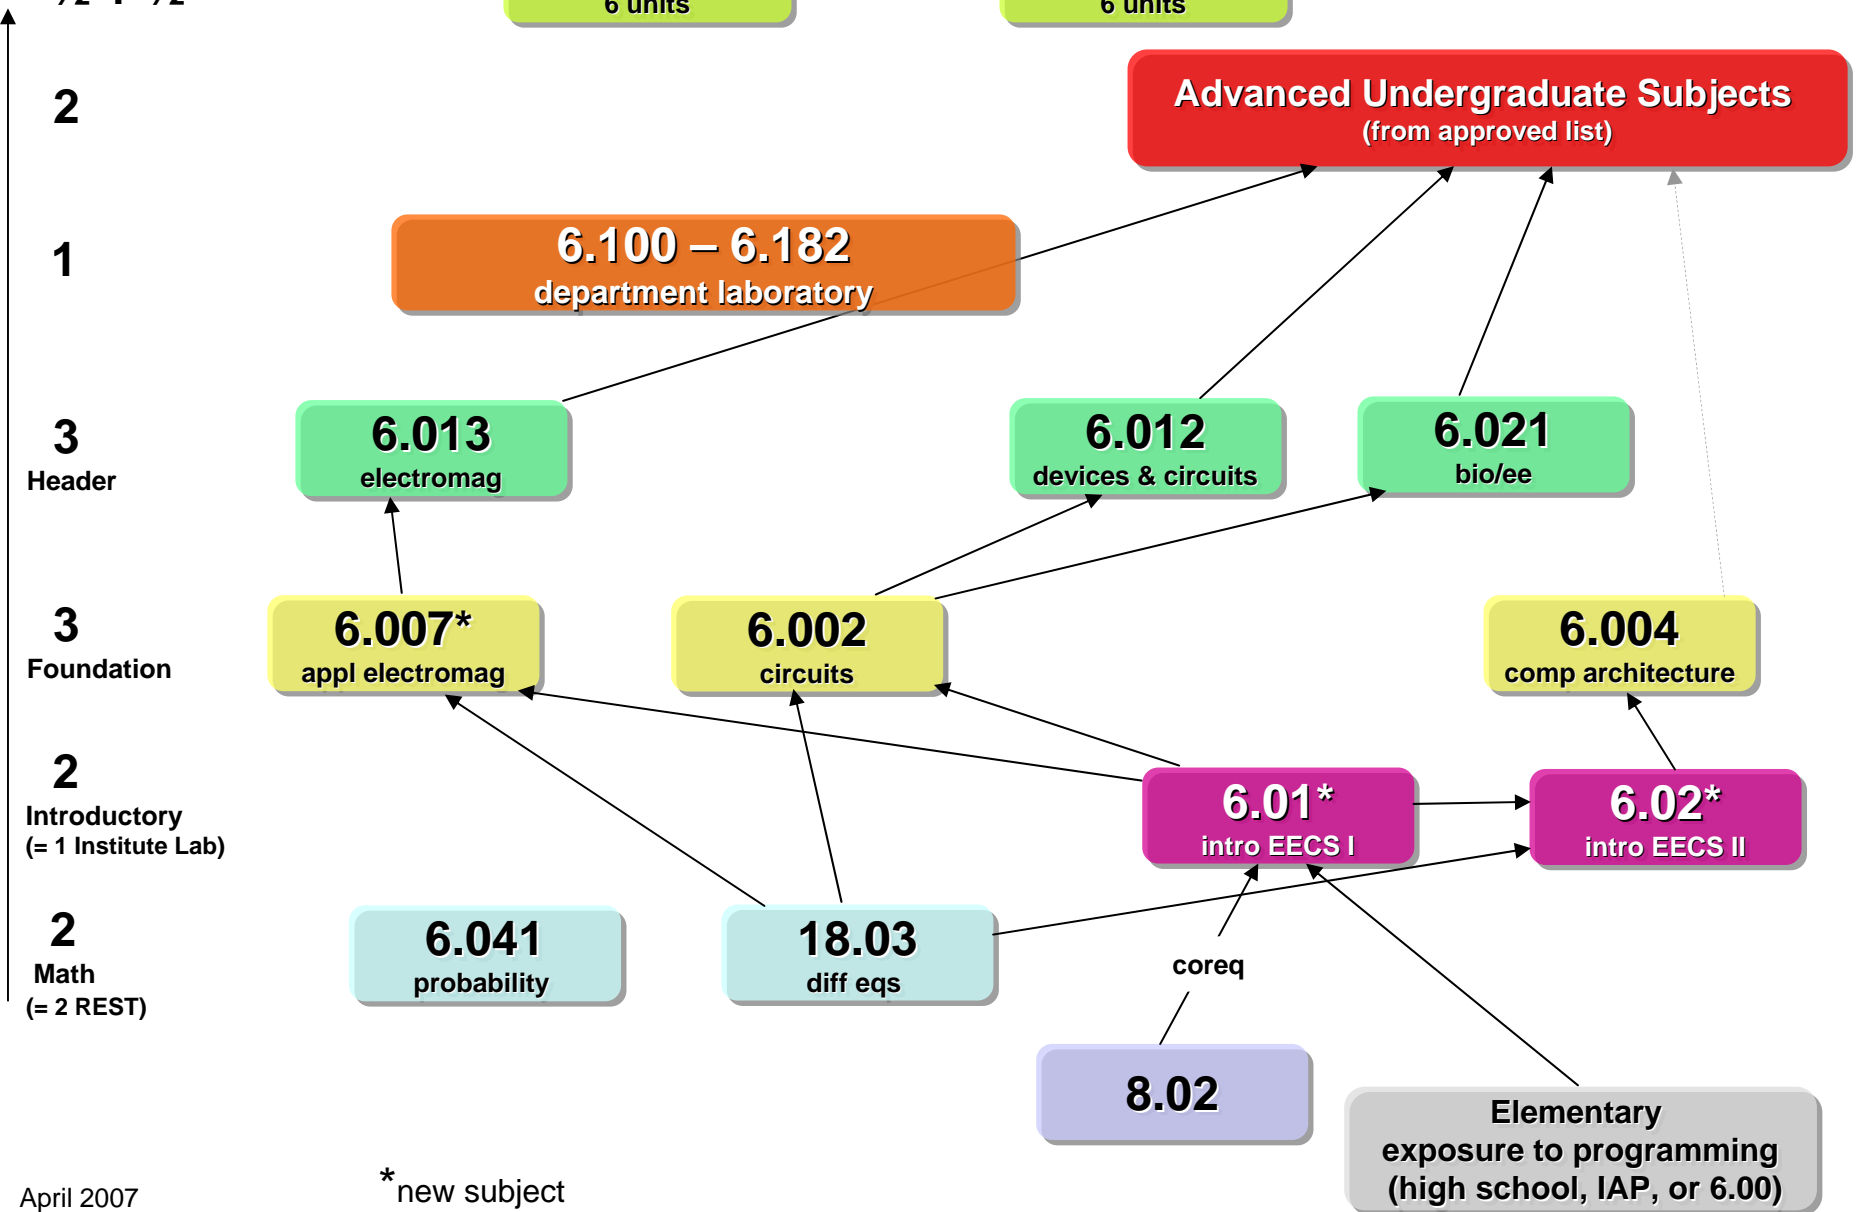 ½ + ½
6 units
6 units
2
Advanced Undergraduate Subjects
(from approved list)
1
6.100 – 6.182
department laboratory
3
Header
6.013
electromag
6.012
devices & circuits
6.021
bio/ee
3
Foundation
6.007*
appl electromag
6.002
circuits
6.004
comp architecture
2
Introductory
(= 1 Institute Lab)
6.01*
intro EECS I
6.02*
intro EECS II
2
Math
(= 2 REST)
6.041
probability
18.03
diff eqs
coreq
8.02
Elementary
exposure to programming
(high school, IAP, or 6.00)
April 2007
*new subject